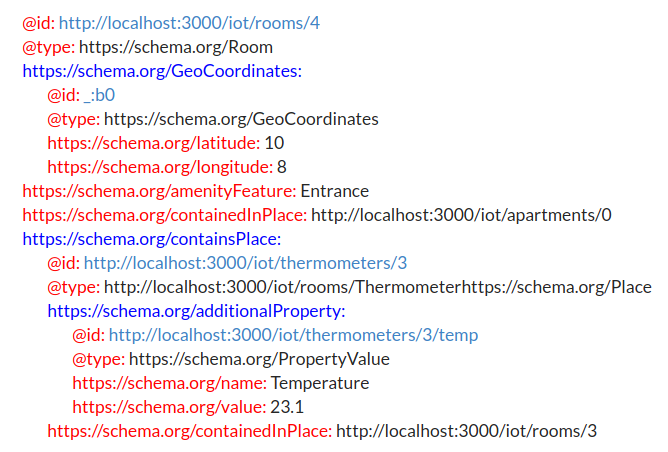 @id: http://localhost:3000/iot/rooms/4
@type: https://schema.org/Room
https://schema.org/GeoCoordinates:
@id: _:b0
@type: https://schema.org/GeoCoordinates
https://schema.org/latitude: 10
https://schema.org/longitude: 8
https://schema.org/amenityFeature: Entrance
https://schema.org/containedInPlace: http://localhost:3000/iot/apartments/0
https://schema.org/containsPlace:
@id: http://localhost:3000/iot/thermometers/3
@type: http://localhost:3000/iot/rooms/Thermometerhttps://schema.org/Place
https://schema.org/additionalProperty:
@id: http://localhost:3000/iot/thermometers/3/temp
@type: https://schema.org/PropertyValue
https://schema.org/name: Temperature
https://schema.org/value: 23.1
https://schema.org/containedInPlace: http://localhost:3000/iot/rooms/3